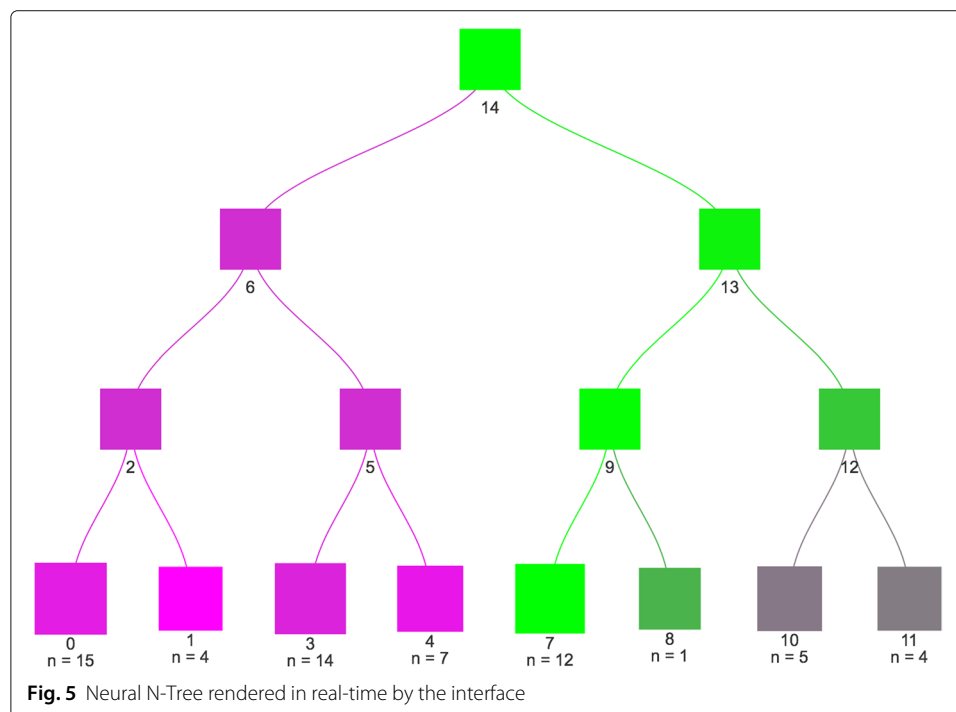 14
6
13
2
5
9
12
0
1
3
4
7
8
10
11
n = 15
n = 4
n = 14
n = 7
n = 12
n = 1
n = 5
n = 4
Fig. 5 Neural N-Tree rendered in real-time by the interface